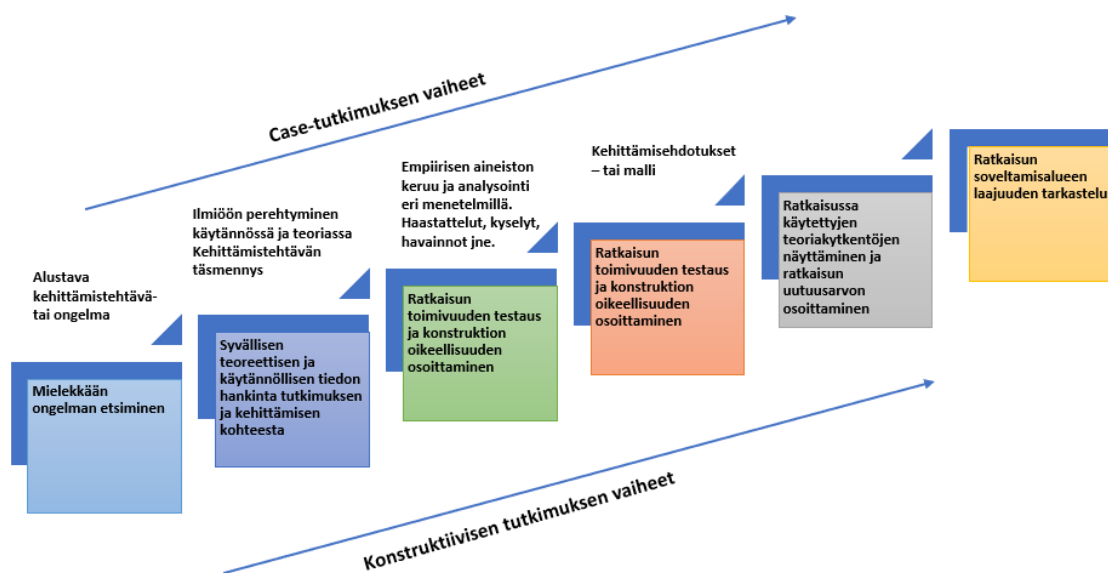 Case-tutkimuksen vaiheet
Alustava
kehittämistehtävä-
tai ongelma
Ilmiöön perehtyminen
käytännössä ja teoriassa
Kehittämistehtävän
täsmennys
Empiirisen aineiston
keruu ja analysointi
eri menetelmillä.
Haastattelut, kyselyt,
havainnot jne.
Kehittämisehdotukset
– tai malli
Mielekkään
ongelman etsiminen
Syvällisen
teoreettisen ja
käytännöllisen tiedon
hankinta tutkimuksen
ja kehittämisen
kohteesta
Ratkaisun
toimivuuden testaus
ja konstruktion
oikeellisuuden
osoittaminen
Ratkaisun
toimivuuden testaus
ja konstruktion
oikeellisuuden
osoittaminen
Ratkaisussa
käytettyjen
teoriakytkentöjen
näyttäminen ja
ratkaisun
uutuusarvon
osoittaminen
Ratkaisun
soveltamisalueen
laajuuden tarkastelu
Konstruktiivisen tutkimuksen vaiheet